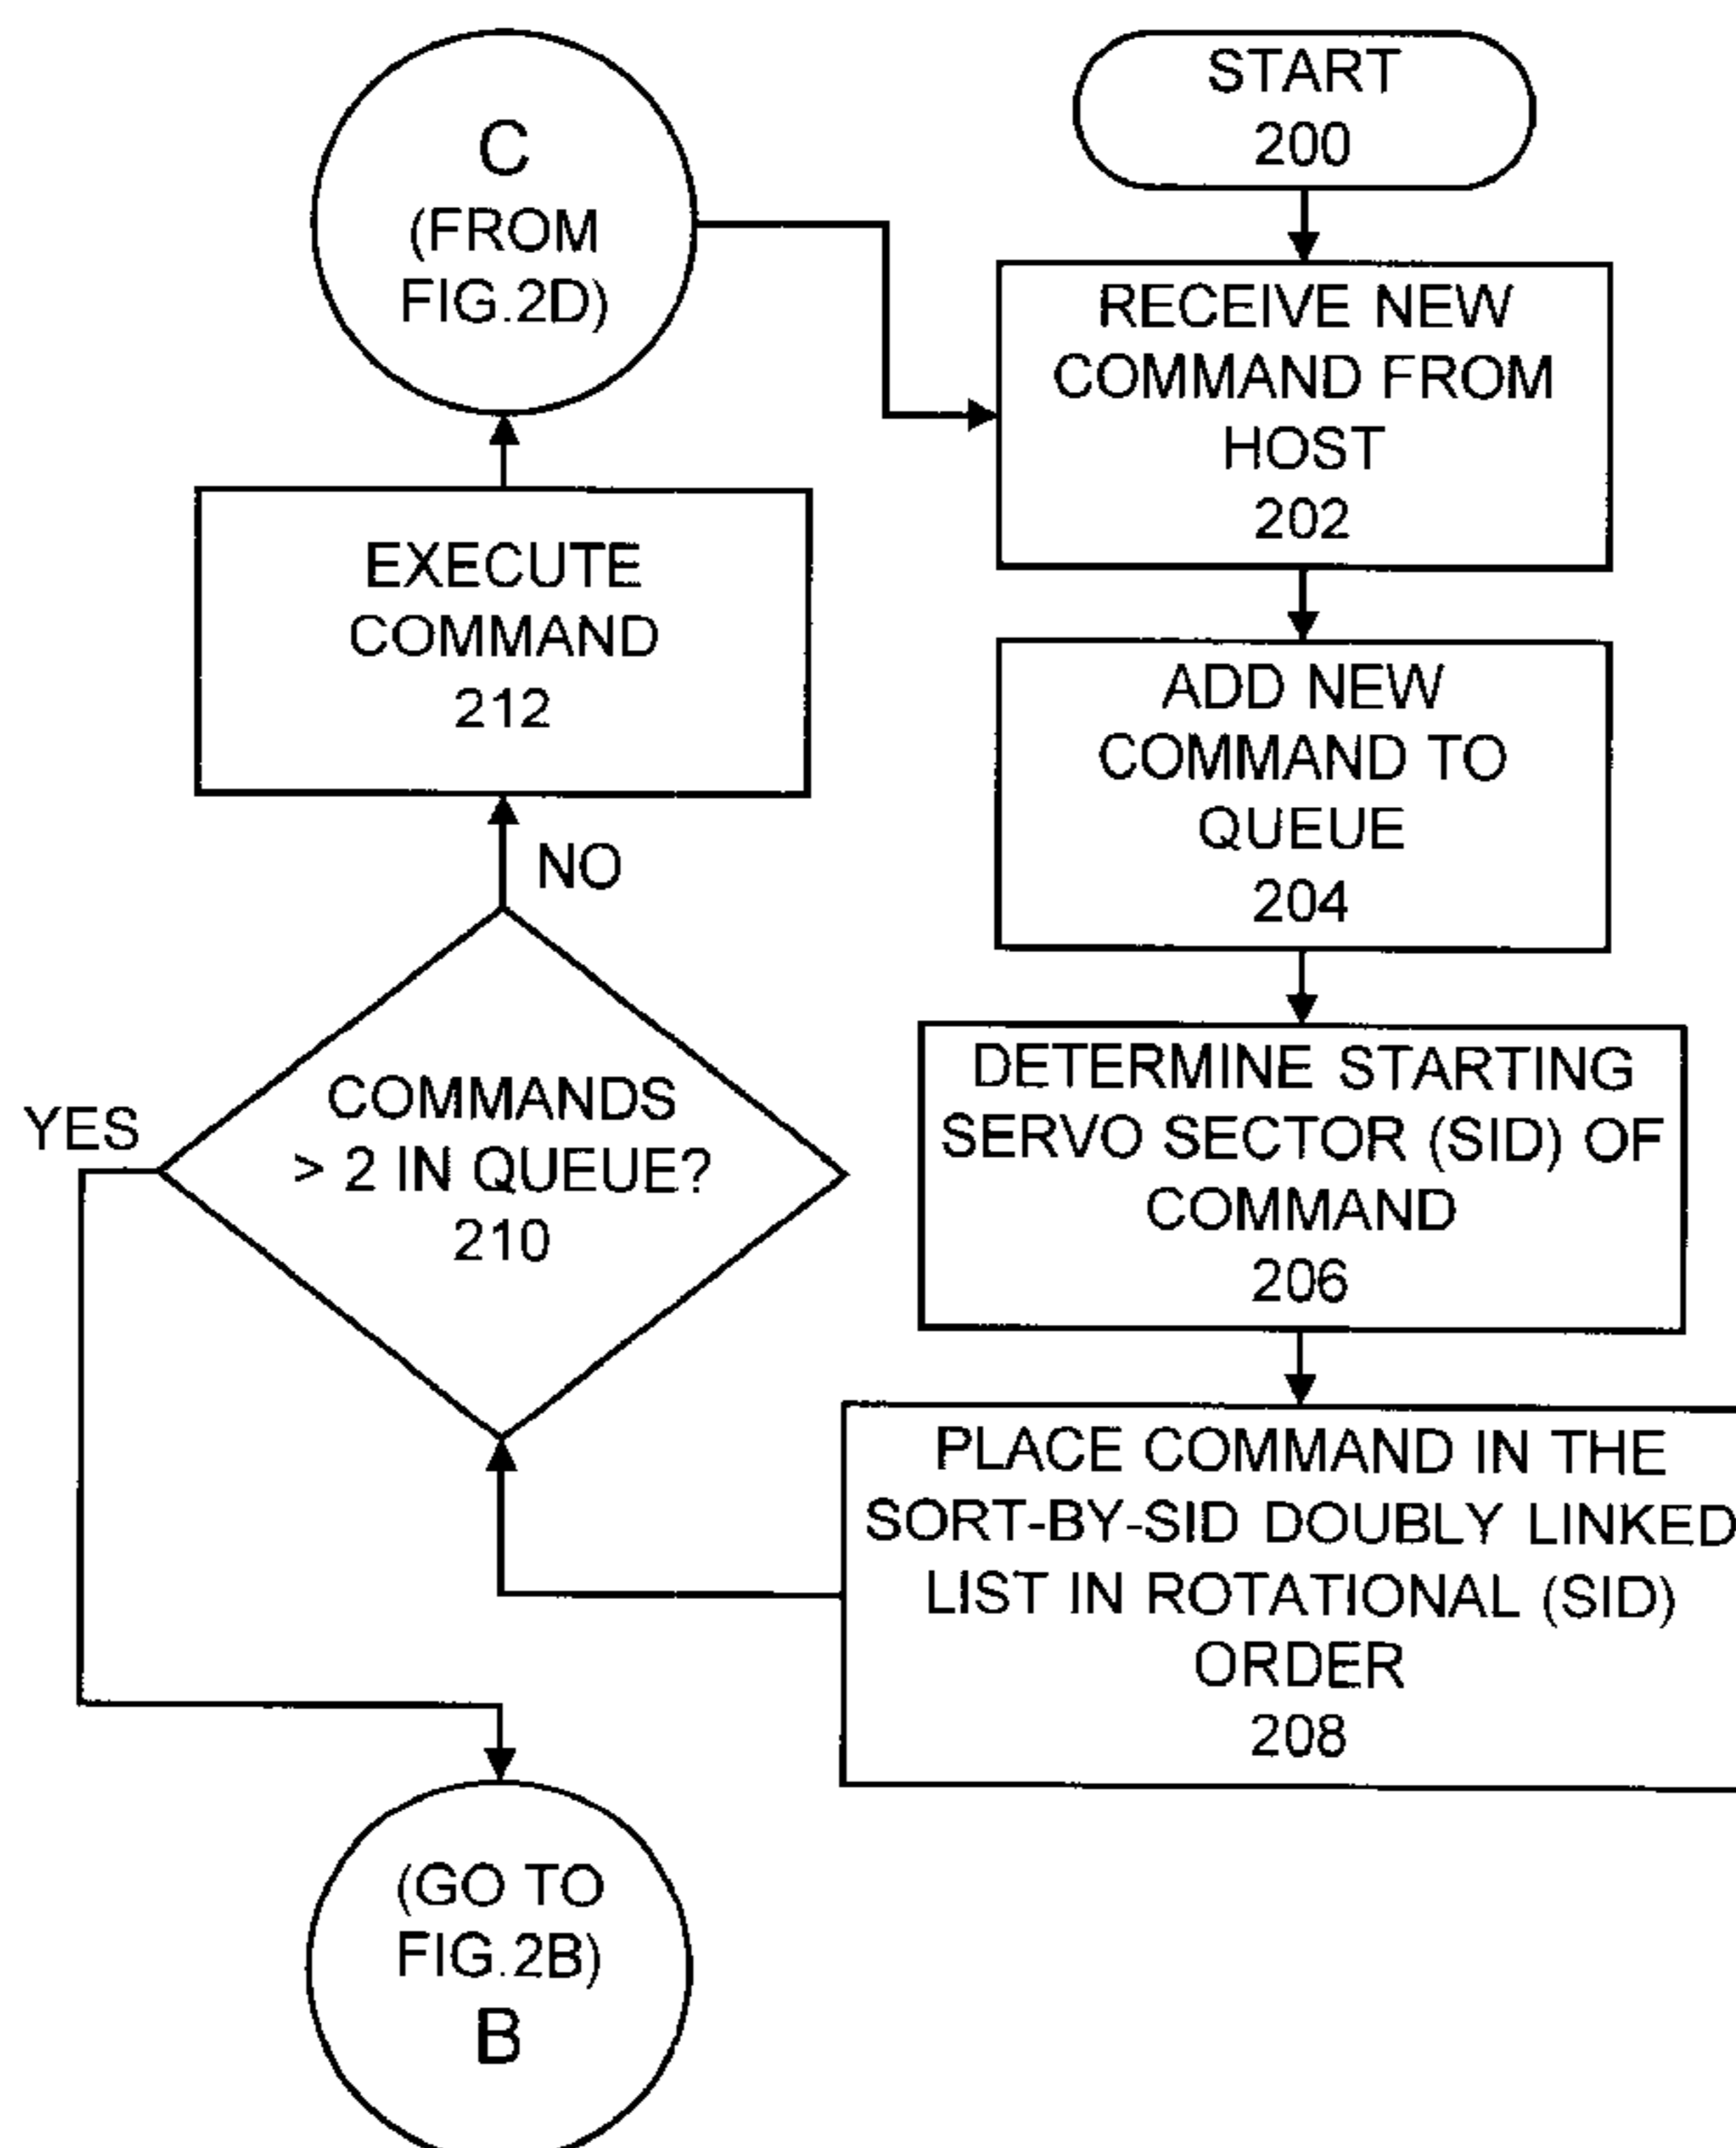 C
(FROM
FIG.2D)
START
200
RECEIVE NEW
COMMAND FROM
HOST
202
EXECUTE
COMMAND
212
ADD NEW
COMMAND TO
QUEUE
204
NO
COMMANDS
> 2 IN QUEUE?
210
YES
DETERMINE STARTING
SERVO SECTOR (SID) OF
COMMAND
206
PLACE COMMAND IN THE
SORT-BY-SID DOUBLY LINKED
LIST IN ROTATIONAL (SID)
ORDER
208
(GO TO
FIG.2B)
B